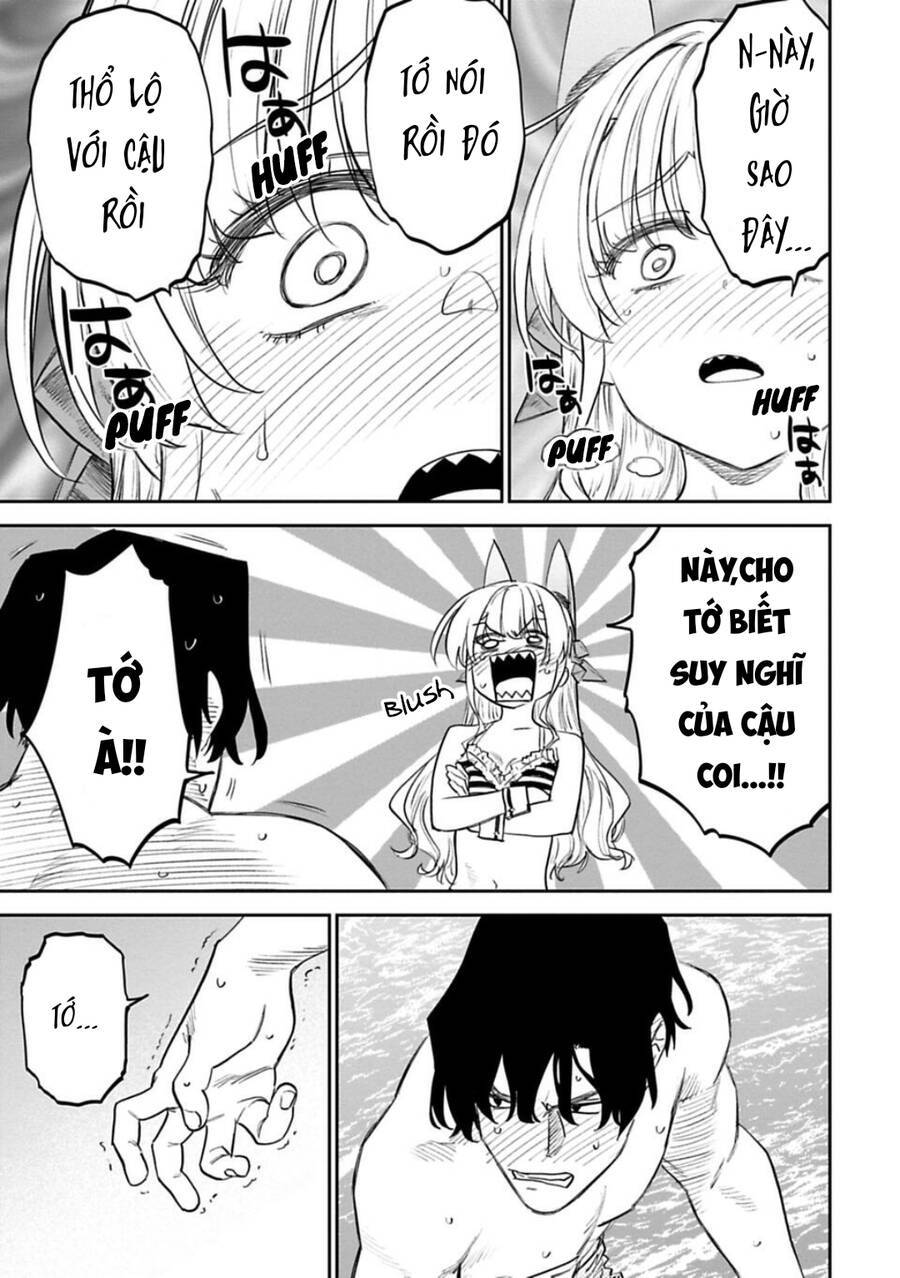 N-NÀY,
GIỜ
SAO
ĐÂY...
はぁ
PUFF
HUFF
はぁ
TỚ NÓI
RỒI ĐÓ
はぁ
HUFF
THỔ LỘ
VỚI CẬU
RỒI
はぁ
PUFF
NÀY,CHO
TỚ BIẾT
SUY NGHĨ
CỦA CẬU
COI...!!
Blush
TỚ
À!!
TỚ...